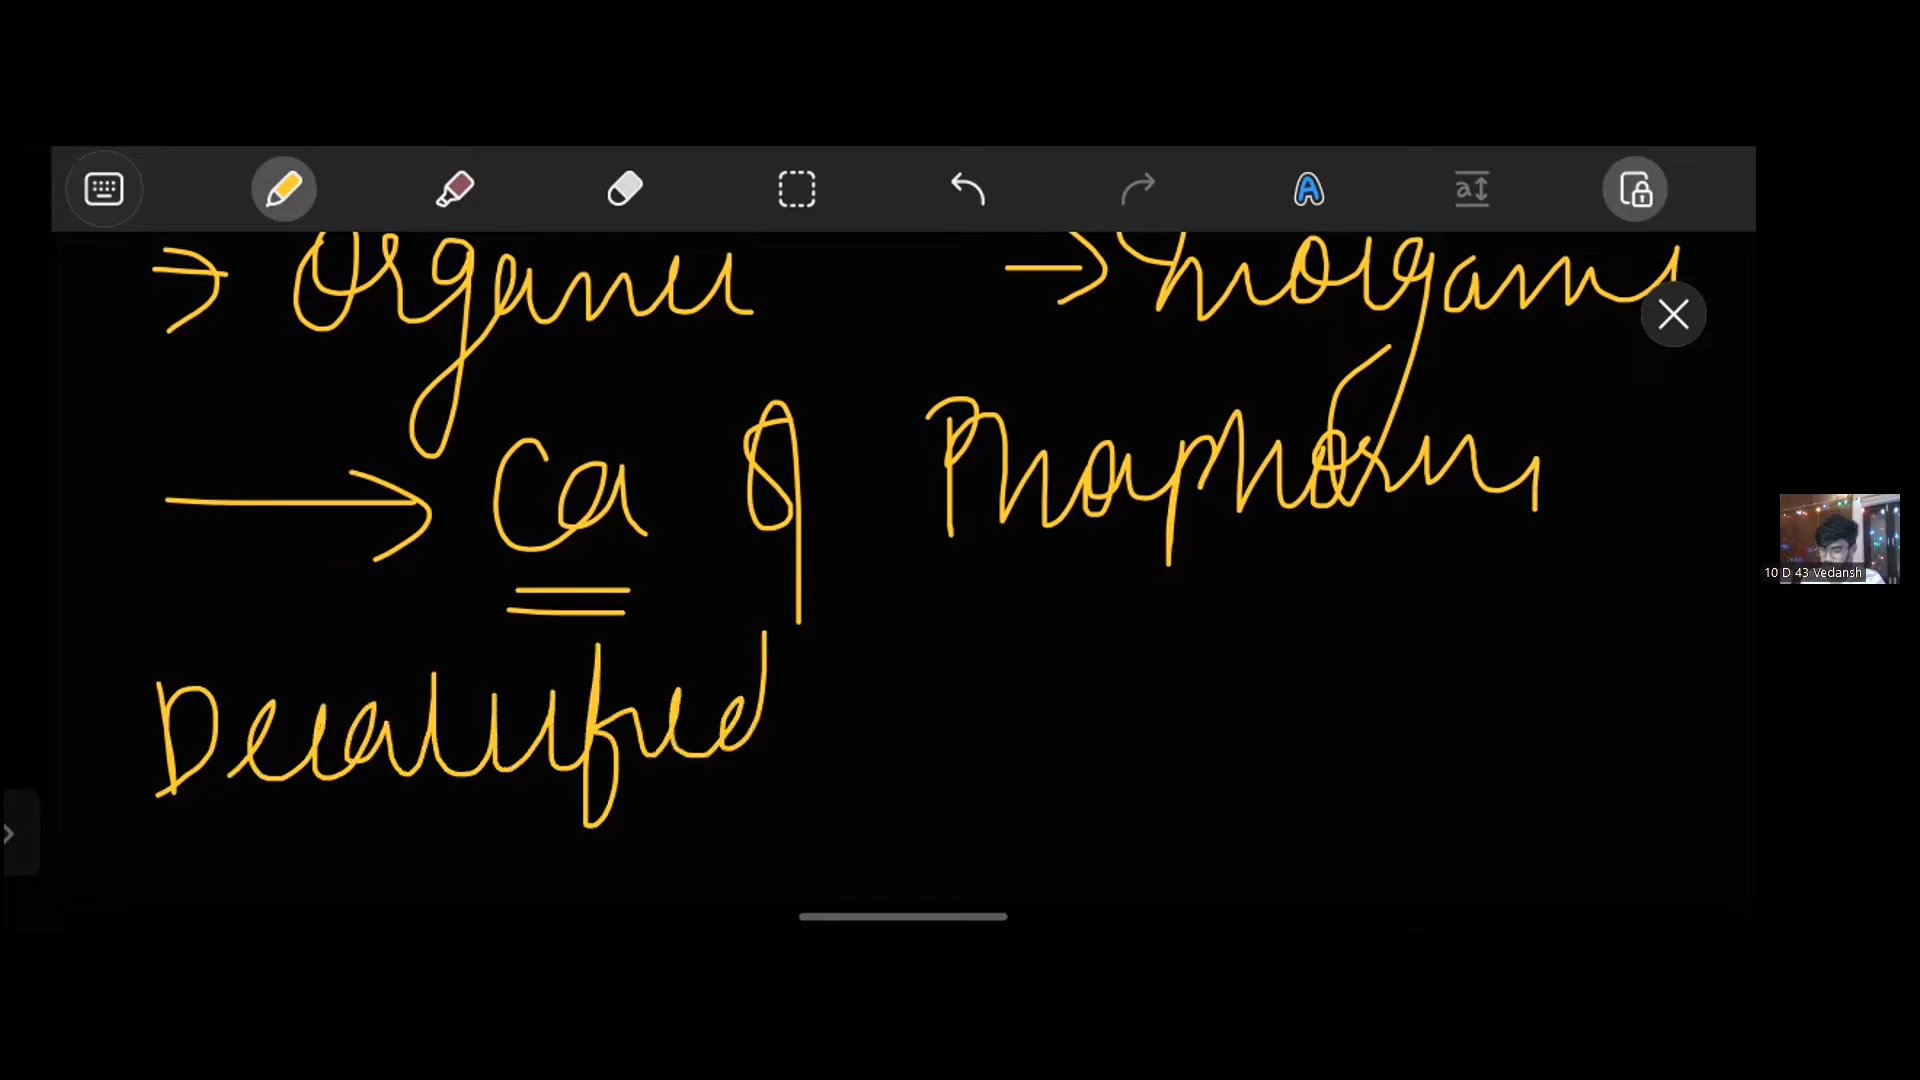 ⇒ Organic → Inorganic
→ Ca & Phosphorus
Decalcified
10 D 43 Vedansh